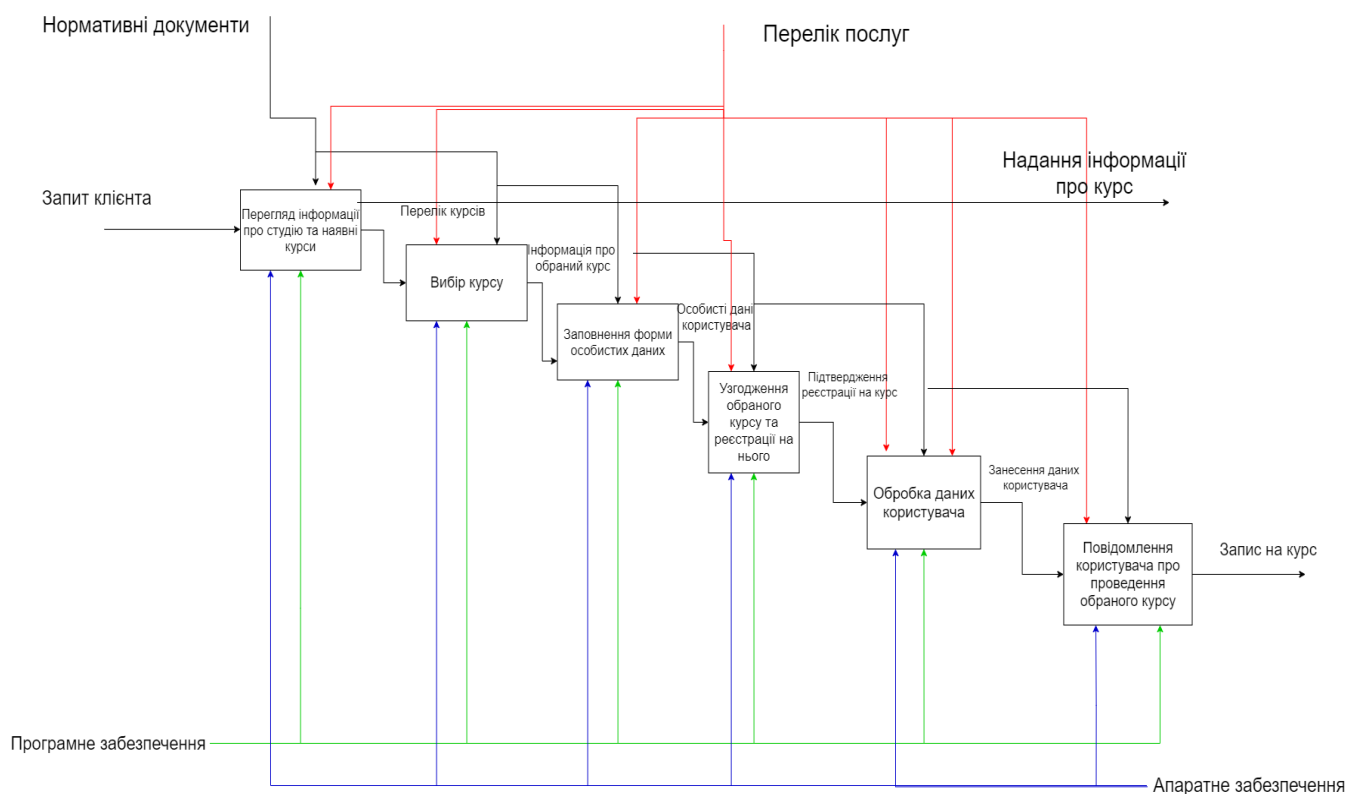 Нормативні документи
Перелік послуг
Надання інформації
про курс
Запит клієнта
Перегляд інформації
про студію та наявні
курси
Перелік курсів
Вибір курсу
Інформація про
обраний курс
Заповнення форми
особистих даних
Особисті дані
користувача
Узгодження
обраного
курсу та
реєстрації на
нього
Підтвердження
реєстрації на курс
Обробка даних
користувача
Занесення даних
користувача
Повідомлення
користувача про
проведення
обраного курсу
Запис на курс
Програмне забезпечення
Апаратне забезпечення